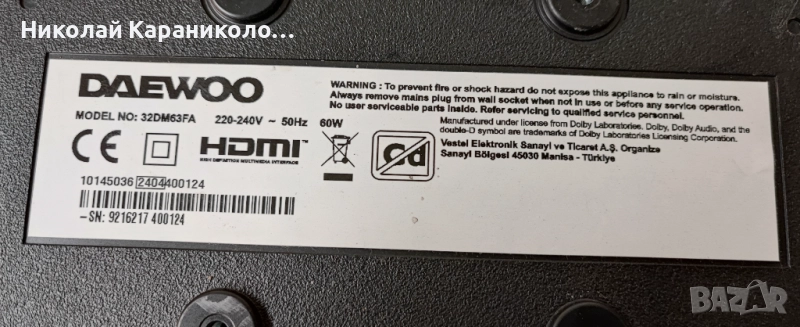 Николай Караниколо...
DAEWOO
MODEL NO: 32DM63FA 220-240V ~ 50Hz 60W
WARNING : To prevent fire or shock hazard do not expose this appliance to rain or moisture.
Always remove mains plug from wall socket when not in use or before any service operation.
No user serviceable parts inside. Refer servicing to qualified service personnel.
Manufactured under license from Dolby Laboratories. Dolby, Dolby Audio, and the
double-D symbol are trademarks of Dolby Laboratories Licensing Corporation.
CE HDMI
HIGH DEFINITION MULTIMEDIA INTERFACE
Cd
Vestel Elektronik Sanayi ve Ticaret A.Ş. Organize
Sanayi Bölgesi 45030 Manisa - Türkiye
10145036 2404400124
-SN: 9216217 400124
BAZAR